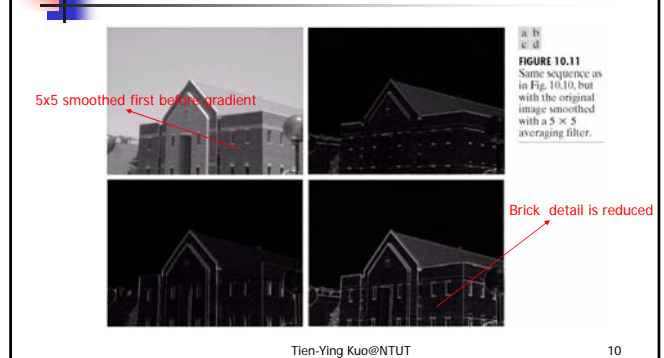 a b
c d
FIGURE 10.11
Same sequence as
in Fig. 10.10, but
with the original
image smoothed
with a 5 × 5
averaging filter.
5x5 smoothed first before gradient
Brick detail is reduced
Tien-Ying Kuo@NTUT
10